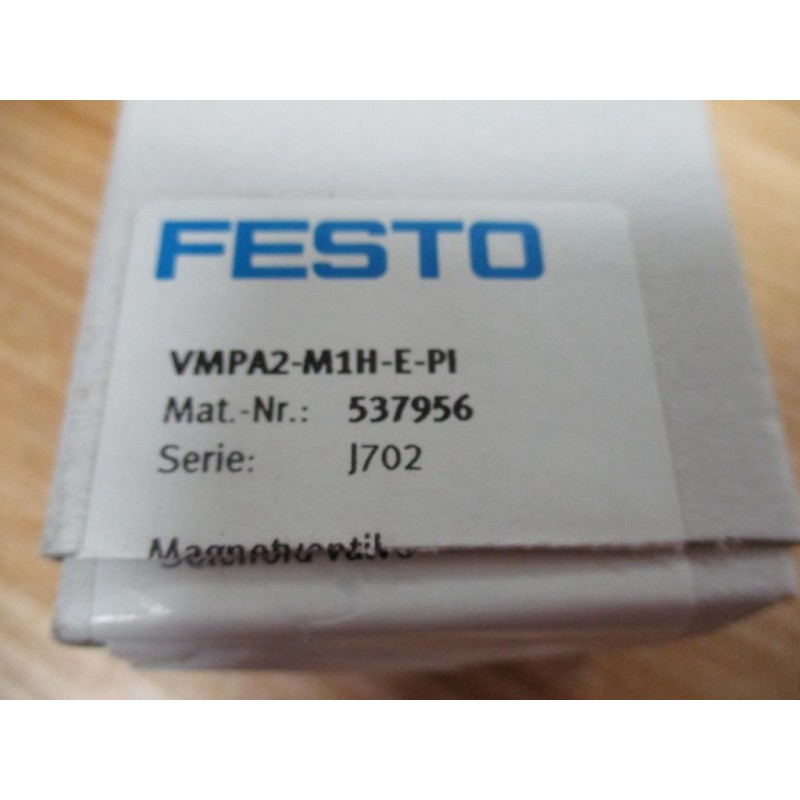 FESTO
VMPA2-M1H-E-PI
Mat.-Nr.: 537956
Serie: J702